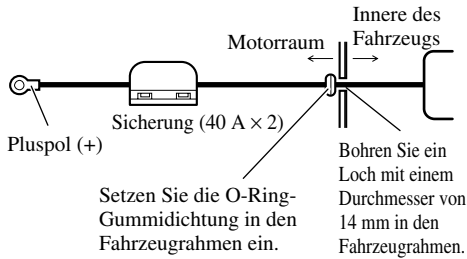 Motorraum
Innere des
Fahrzeugs
Sicherung (40 A × 2)
Pluspol (+)
Setzen Sie die O-Ring-
Gummidichtung in den
Fahrzeugrahmen ein.
Bohren Sie ein
Loch mit einem
Durchmesser von
14 mm in den
Fahrzeugrahmen.